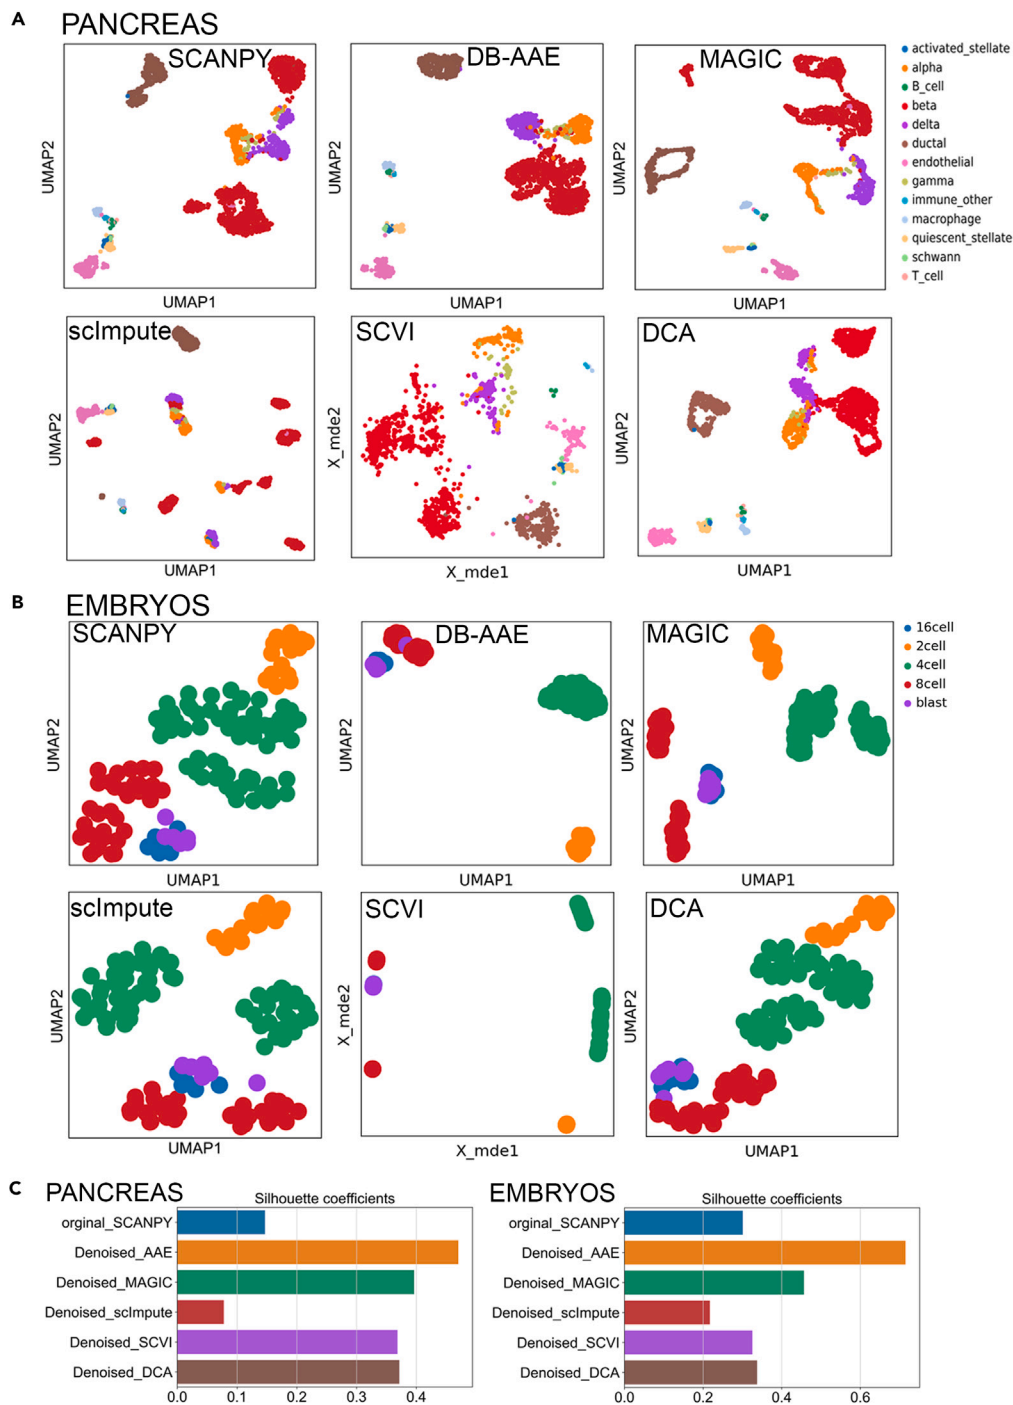 A
PANCREAS
SCANPY
DB-AAE
MAGIC
UMAP2
UMAP2
UMAP2
UMAP1
UMAP1
UMAP1
activated_stellate
alpha
B_cell
beta
delta
ductal
endothelial
gamma
immune_other
macrophage
quiescent_stellate
schwann
T_cell
scImpute
SCVI
DCA
UMAP2
X_mde2
UMAP2
UMAP1
X_mde1
UMAP1
B
EMBRYOS
SCANPY
DB-AAE
MAGIC
UMAP2
UMAP2
UMAP2
UMAP1
UMAP1
UMAP1
16cell
2cell
4cell
8cell
blast
scImpute
SCVI
DCA
UMAP2
X_mde2
UMAP2
UMAP1
X_mde1
UMAP1
C
PANCREAS
Silhouette coefficients
orginal_SCANPY
Denoised_AAE
Denoised_MAGIC
Denoised_scImpute
Denoised_SCVI
Denoised_DCA
0.0 0.1 0.2 0.3 0.4
EMBRYOS
Silhouette coefficients
orginal_SCANPY
Denoised_AAE
Denoised_MAGIC
Denoised_scImpute
Denoised_SCVI
Denoised_DCA
0.0 0.2 0.4 0.6